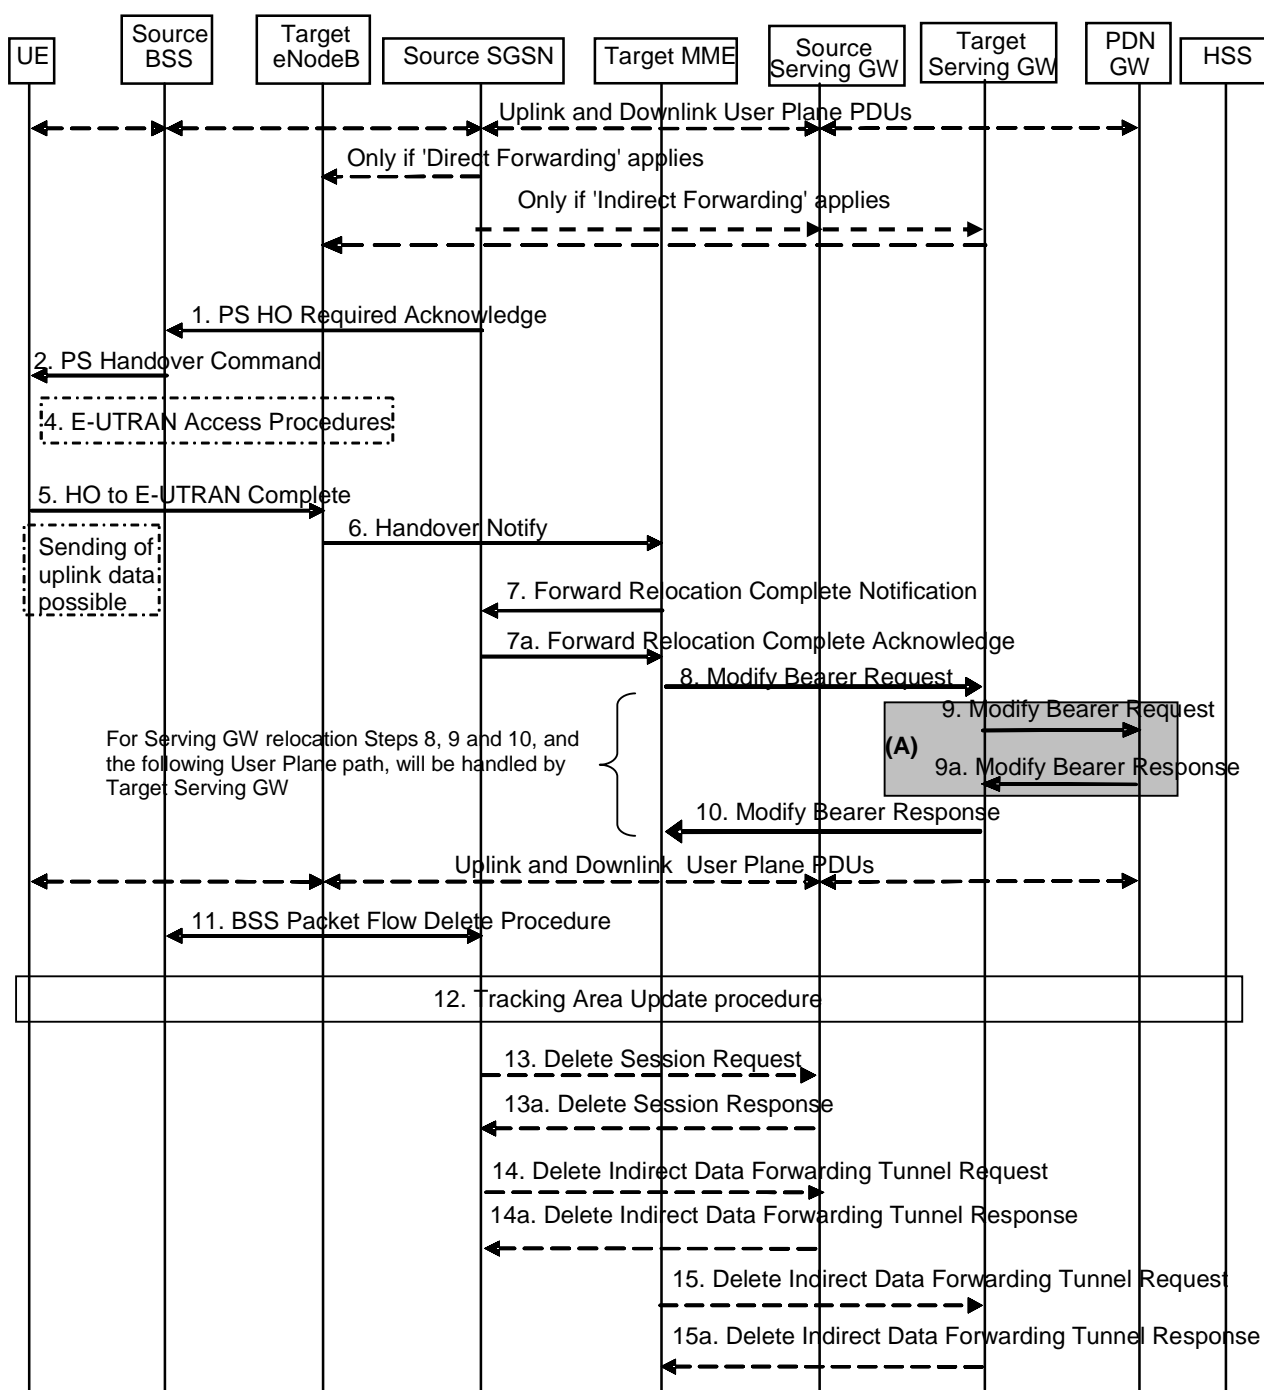 UE
Source
BSS
Target
eNodeB
Source SGSN
Target MME
Source
Serving GW
Target
Serving GW
PDN
GW
HSS
Uplink and Downlink User Plane PDUs
Only if 'Direct Forwarding' applies
Only if 'Indirect Forwarding' applies
1. PS HO Required Acknowledge
2. PS Handover Command
4. E-UTRAN Access Procedures
5. HO to E-UTRAN Complete
6. Handover Notify
Sending of
uplink data
possible
7. Forward Relocation Complete Notification
7a. Forward Relocation Complete Acknowledge
8. Modify Bearer Request
9. Modify Bearer Request
(A)
For Serving GW relocation Steps 8, 9 and 10, and
the following User Plane path, will be handled by
Target Serving GW
9a. Modify Bearer Response
10. Modify Bearer Response
Uplink and Downlink User Plane PDUs
11. BSS Packet Flow Delete Procedure
12. Tracking Area Update procedure
13. Delete Session Request
13a. Delete Session Response
14. Delete Indirect Data Forwarding Tunnel Request
14a. Delete Indirect Data Forwarding Tunnel Response
15. Delete Indirect Data Forwarding Tunnel Request
15a. Delete Indirect Data Forwarding Tunnel Response